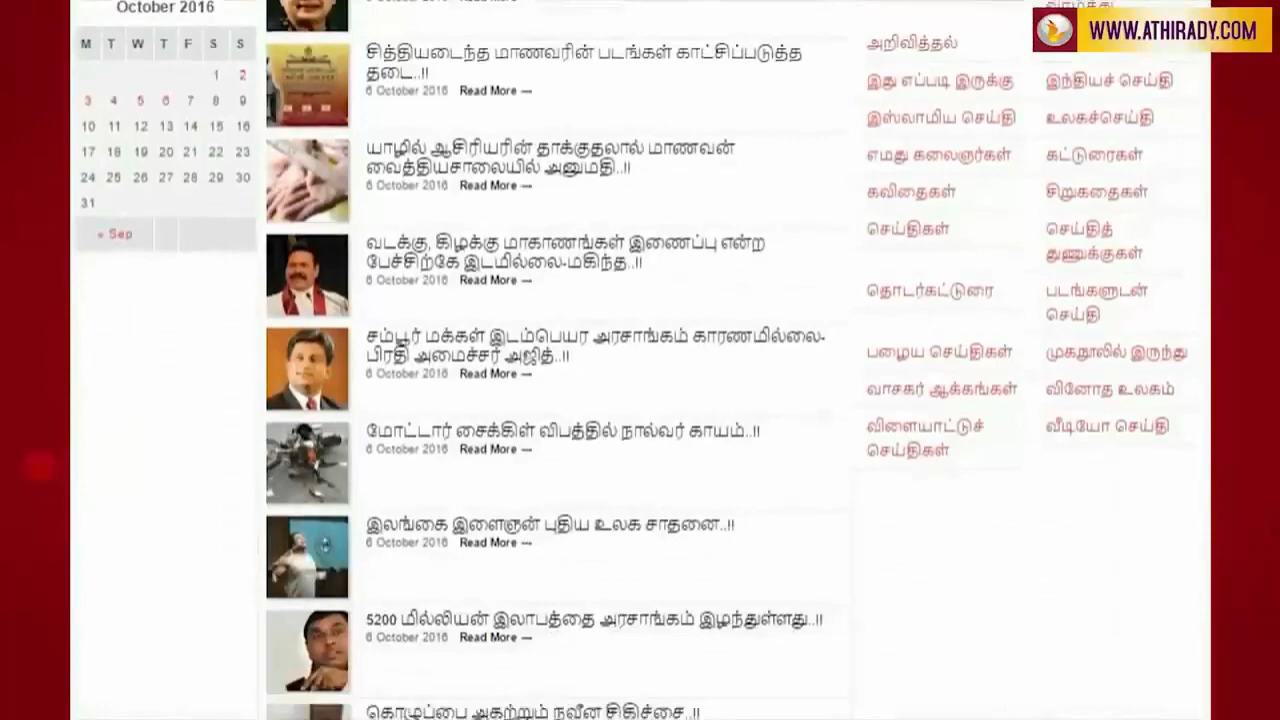 October 2016
M T W T F S S
1 2
3 4 5 6 7 8 9
10 11 12 13 14 15 16
17 18 19 20 21 22 23
24 25 26 27 28 29 30
31
« Sep
சித்தியடைந்த மாணவரின் படங்கள் காட்சிப்படுத்த
தடை..!!
6 October 2016 Read More —
யாழில் ஆசிரியரின் தாக்குதலால் மாணவன்
வைத்தியசாலையில் அனுமதி..!!
6 October 2016 Read More —
வடக்கு, கிழக்கு மாகாணங்கள் இணைப்பு என்ற
பேச்சிற்கே இடமில்லை-மகிந்த..!!
6 October 2016 Read More —
சம்பூர் மக்கள் இடம்பெயர அரசாங்கம் காரணமில்லை-
பிரதி அமைச்சர் அஜித்..!!
6 October 2016 Read More —
மோட்டார் சைக்கிள் விபத்தில் நால்வர் காயம்..!!
6 October 2016 Read More —
இலங்கை இளைஞன் புதிய உலக சாதனை..!!
6 October 2016 Read More —
5200 மில்லியன் இலாபத்தை அரசாங்கம் இழந்துள்ளது..!!
6 October 2016 Read More —
கொழுப்பை அகற்றும் நவீன சிகிச்சை..!!
WWW.ATHIRADY.COM
அறிவித்தல்
இது எப்படி இருக்கு இந்தியச் செய்தி
இஸ்லாமிய செய்தி உலகச்செய்தி
எமது கலைஞர்கள் கட்டுரைகள்
கவிதைகள் சிறுகதைகள்
செய்திகள் செய்தித்
துணுக்குகள்
தொடர்கட்டுரை படங்களுடன்
செய்தி
பழைய செய்திகள் முகநூலில் இருந்து
வாசகர் ஆக்கங்கள் வினோத உலகம்
விளையாட்டுச் வீடியோ செய்தி
செய்திகள்